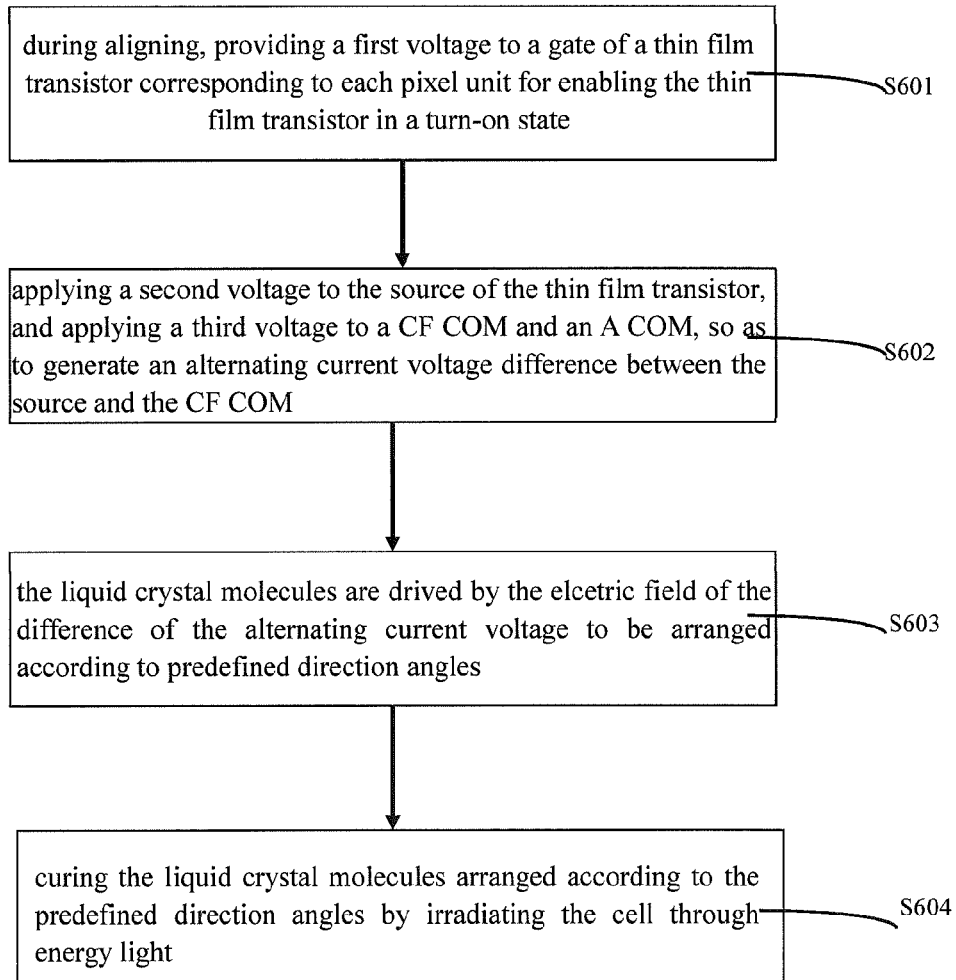 during aligning, providing a first voltage to a gate of a thin film
transistor corresponding to each pixel unit for enabling the thin
film transistor in a turn-on state
S601
applying a second voltage to the source of the thin film transistor,
and applying a third voltage to a CF COM and an A COM, so as
to generate an alternating current voltage difference between the
source and the CF COM
S602
the liquid crystal molecules are drived by the elcetric field of the
difference of the alternating current voltage to be arranged
according to predefined direction angles
S603
curing the liquid crystal molecules arranged according to the
predefined direction angles by irradiating the cell through
energy light
S604